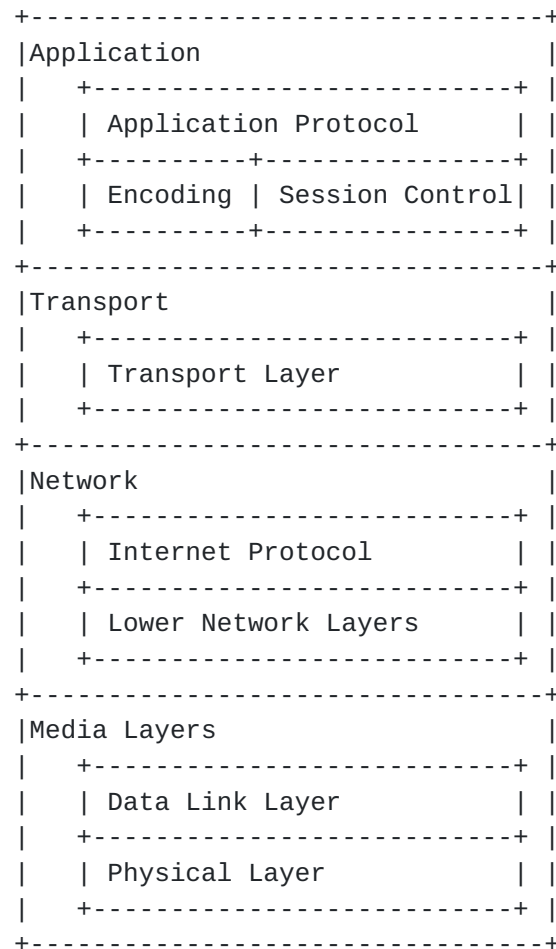 Application
Application Protocol
Encoding | Session Control
Transport
Transport Layer
Network
Internet Protocol
Lower Network Layers
Media Layers
Data Link Layer
Physical Layer